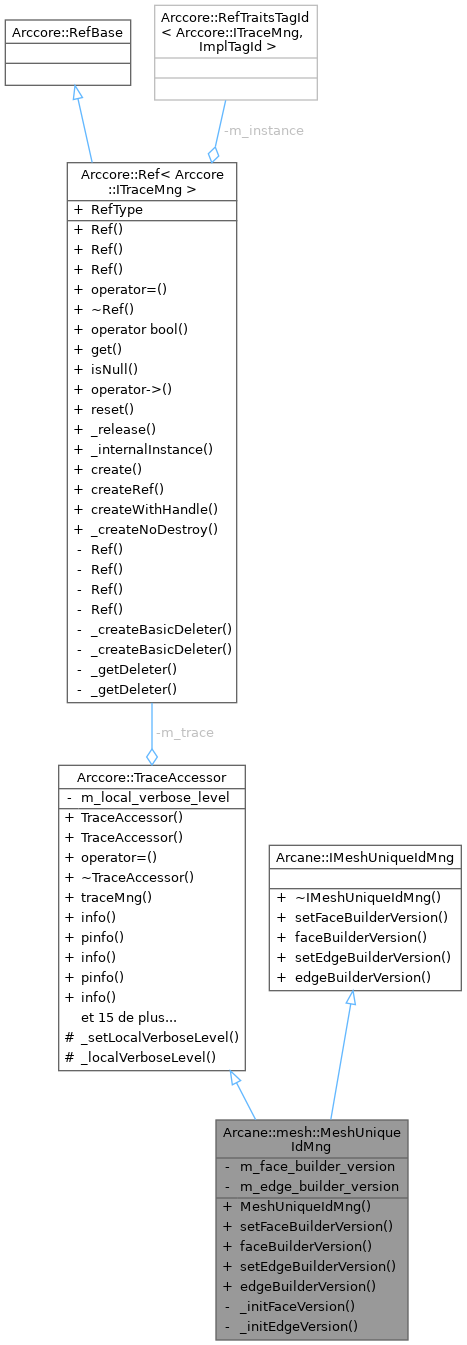 Arccore::RefBase
Arccore::RefTraitsTagId
< Arccore::ITraceMng,
ImplTagId >
-m_instance
Arccore::Ref< Arccore
::ITraceMng >
+ RefType
+ Ref()
+ Ref()
+ Ref()
+ operator=()
+ ~Ref()
+ operator bool()
+ get()
+ isNull()
+ operator->()
+ reset()
+ _release()
+ _internalInstance()
+ create()
+ createRef()
+ createWithHandle()
+ _createNoDestroy()
- Ref()
- Ref()
- Ref()
- Ref()
- _createBasicDeleter()
- _createBasicDeleter()
- _getDeleter()
- _getDeleter()
-m_trace
Arccore::TraceAccessor
- m_local_verbose_level
+ TraceAccessor()
+ TraceAccessor()
+ operator=()
+ ~TraceAccessor()
+ traceMng()
+ info()
+ pinfo()
+ info()
+ pinfo()
+ info()
et 15 de plus...
# _setLocalVerboseLevel()
# _localVerboseLevel()
Arcane::IMeshUniqueIdMng
+ ~IMeshUniqueIdMng()
+ setFaceBuilderVersion()
+ faceBuilderVersion()
+ setEdgeBuilderVersion()
+ edgeBuilderVersion()
Arcane::mesh::MeshUnique
IdMng
- m_face_builder_version
- m_edge_builder_version
+ MeshUniqueIdMng()
+ setFaceBuilderVersion()
+ faceBuilderVersion()
+ setEdgeBuilderVersion()
+ edgeBuilderVersion()
- _initFaceVersion()
- _initEdgeVersion()